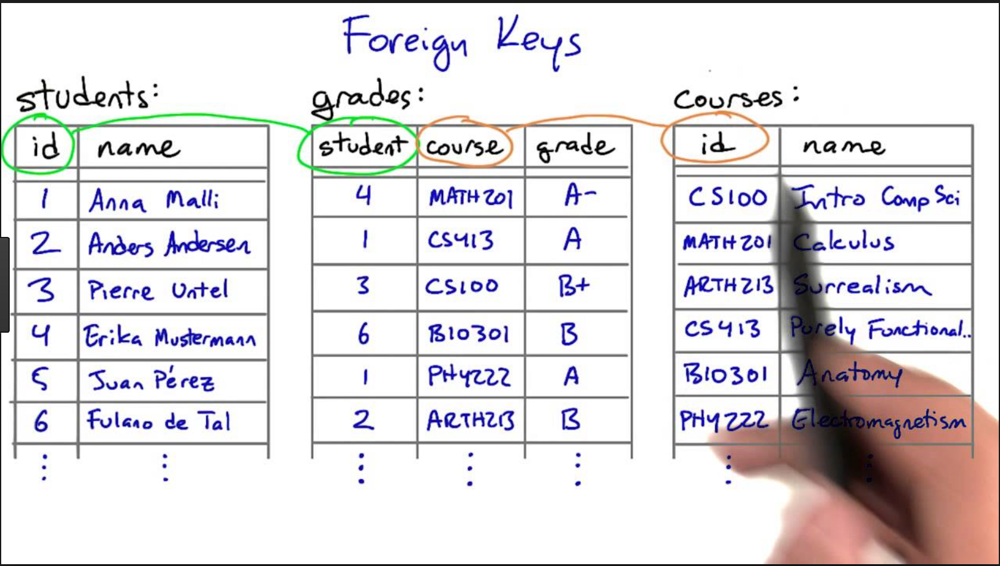 Foreign Keys
students:
id name
1 Anna Malli
2 Anders Andersen
3 Pierre Untel
4 Erika Mustermann
5 Juan Pérez
6 Fulano de Tal
grades:
student course grade
4 MATH201 A-
1 CS413 A
3 CS100 B+
6 BIO301 B
1 PHY222 A
2 ARTH213 B
courses:
id name
CS100 Intro Comp Sci
MATH201 Calculus
ARTH213 Surrealism
CS413 Purely Functional..
BIO301 Anatomy
PHY222 Electromagnetism